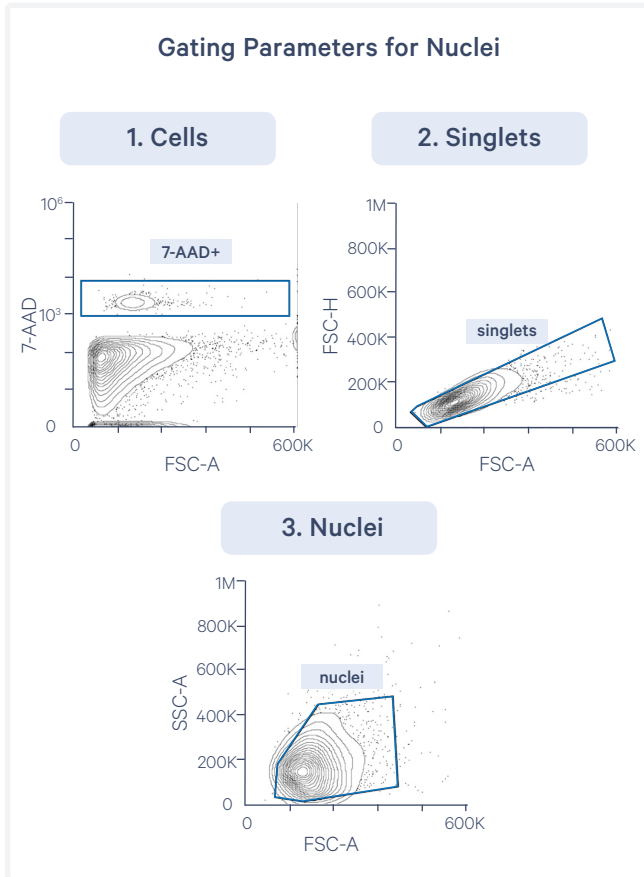 Gating Parameters for Nuclei
1. Cells
2. Singlets
10⁶
7-AAD+
10³
0
7-AAD
0
600K
FSC-A
1M
800K
600K
400K
200K
0
singlets
FSC-H
0
600K
FSC-A
3. Nuclei
1M
800K
600K
400K
200K
0
nuclei
SSC-A
0
600K
FSC-A